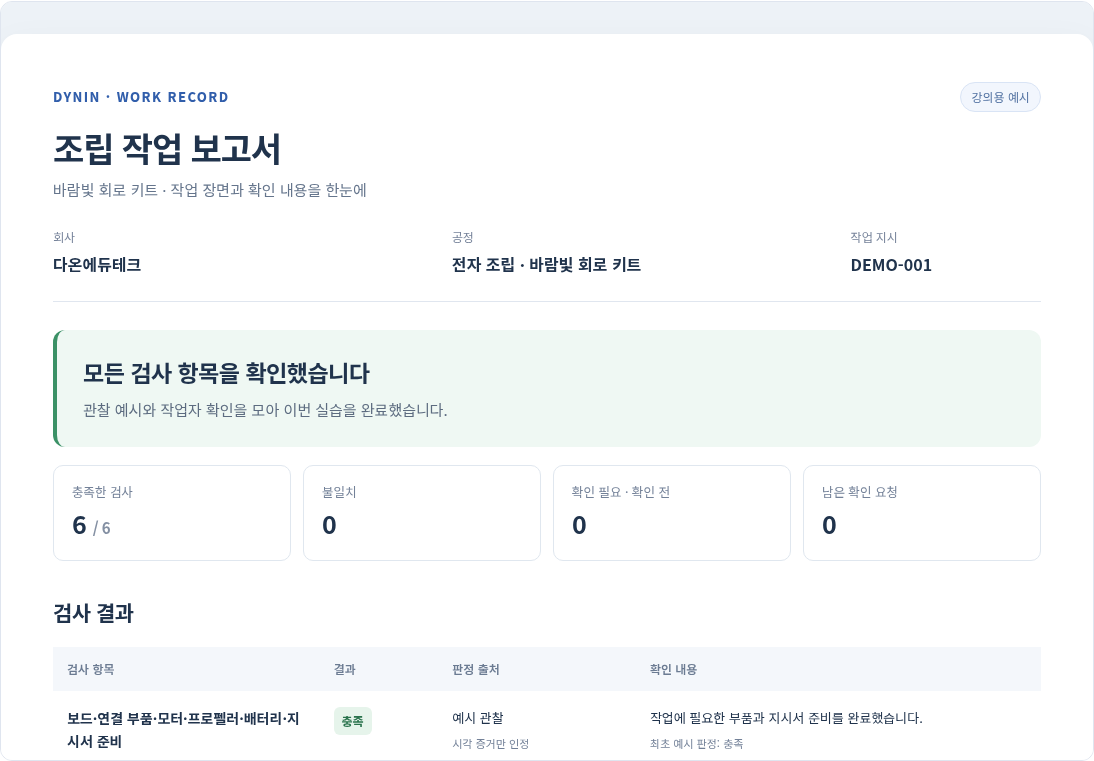 DYNIN · WORK RECORD
강의용 예시
조립 작업 보고서
바람빛 회로 키트 · 작업 장면과 확인 내용을 한눈에
회사
공정
작업 지시
다온에듀테크
전자 조립 · 바람빛 회로 키트
DEMO-001
모든 검사 항목을 확인했습니다
관찰 예시와 작업자 확인을 모아 이번 실습을 완료했습니다.
충족한 검사
불일치
확인 필요 · 확인 전
남은 확인 요청
6 / 6
0
0
0
검사 결과
검사 항목
결과
판정 출처
확인 내용
보드·연결 부품·모터·프로펠러·배터리·지
시서 준비
충족
예시 관찰
시각 증거만 인정
작업에 필요한 부품과 지시서 준비를 완료했습니다.
최초 예시 판정: 충족